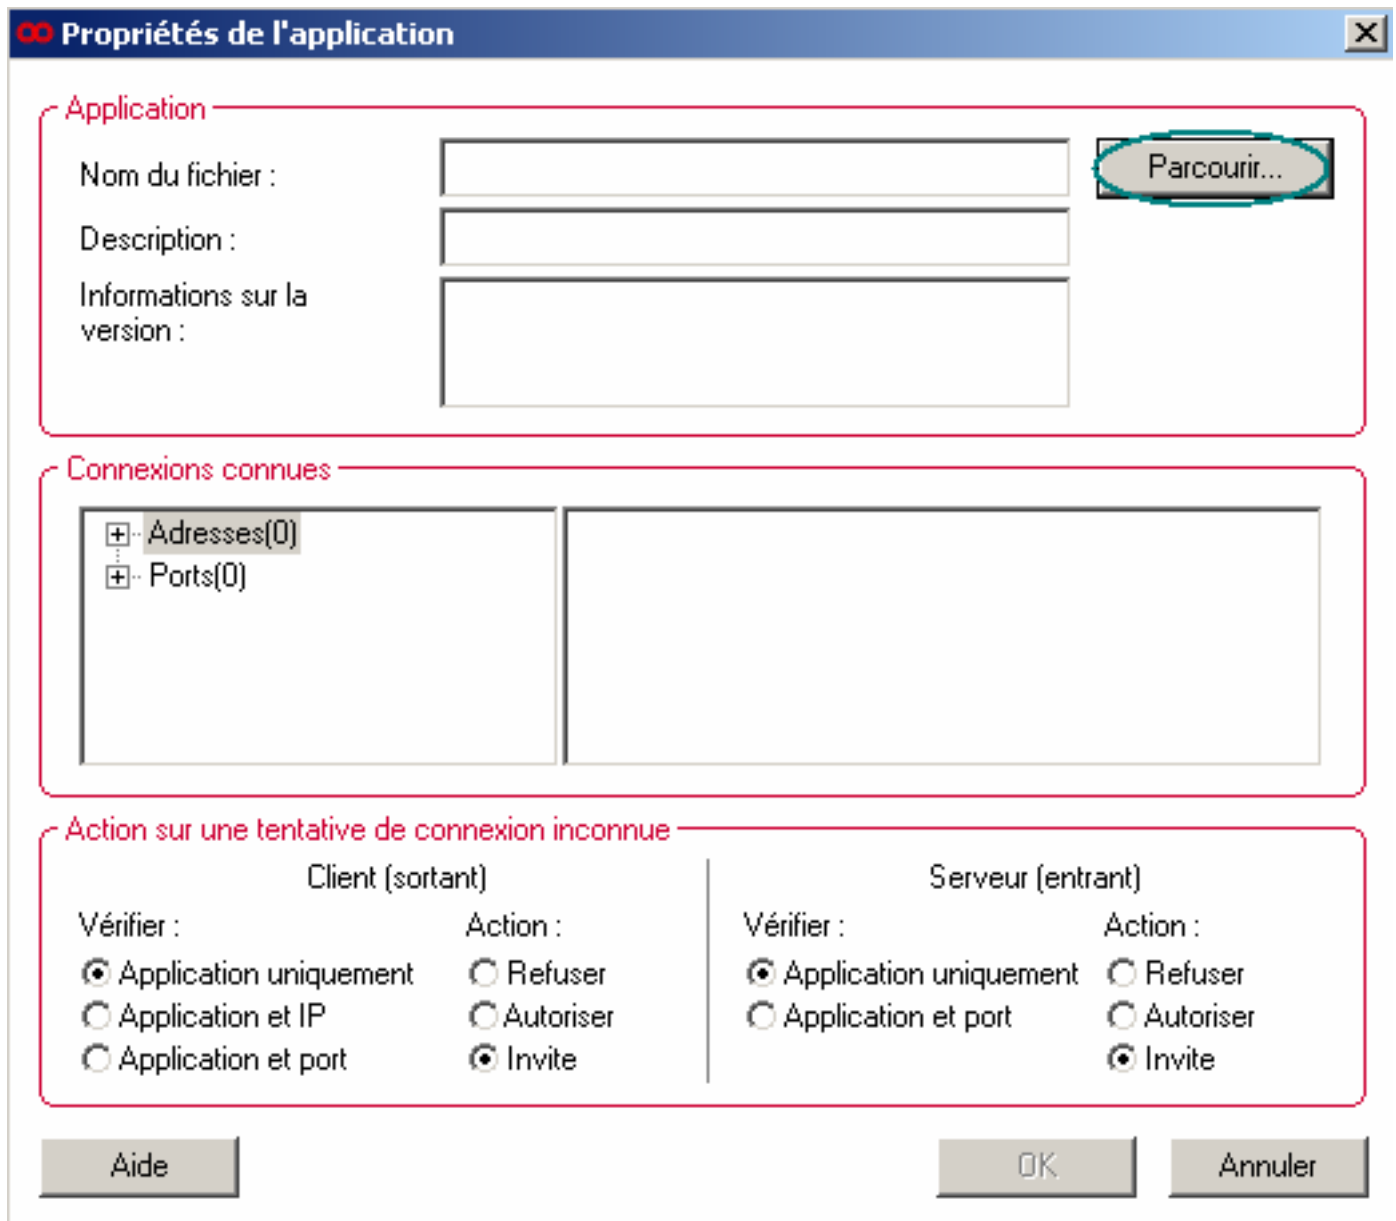 Propriétés de l'application
Application
Nom du fichier :
Parcourir...
Description :
Informations sur la
version :
Connexions connues
Adresses(0)
Ports(0)
Action sur une tentative de connexion inconnue
Client (sortant)
Serveur (entrant)
Vérifier :
Action :
Vérifier :
Action :
Application uniquement
Refuser
Application uniquement
Refuser
Application et IP
Autoriser
Application et port
Autoriser
Application et port
Invite
Invite
Aide
OK
Annuler